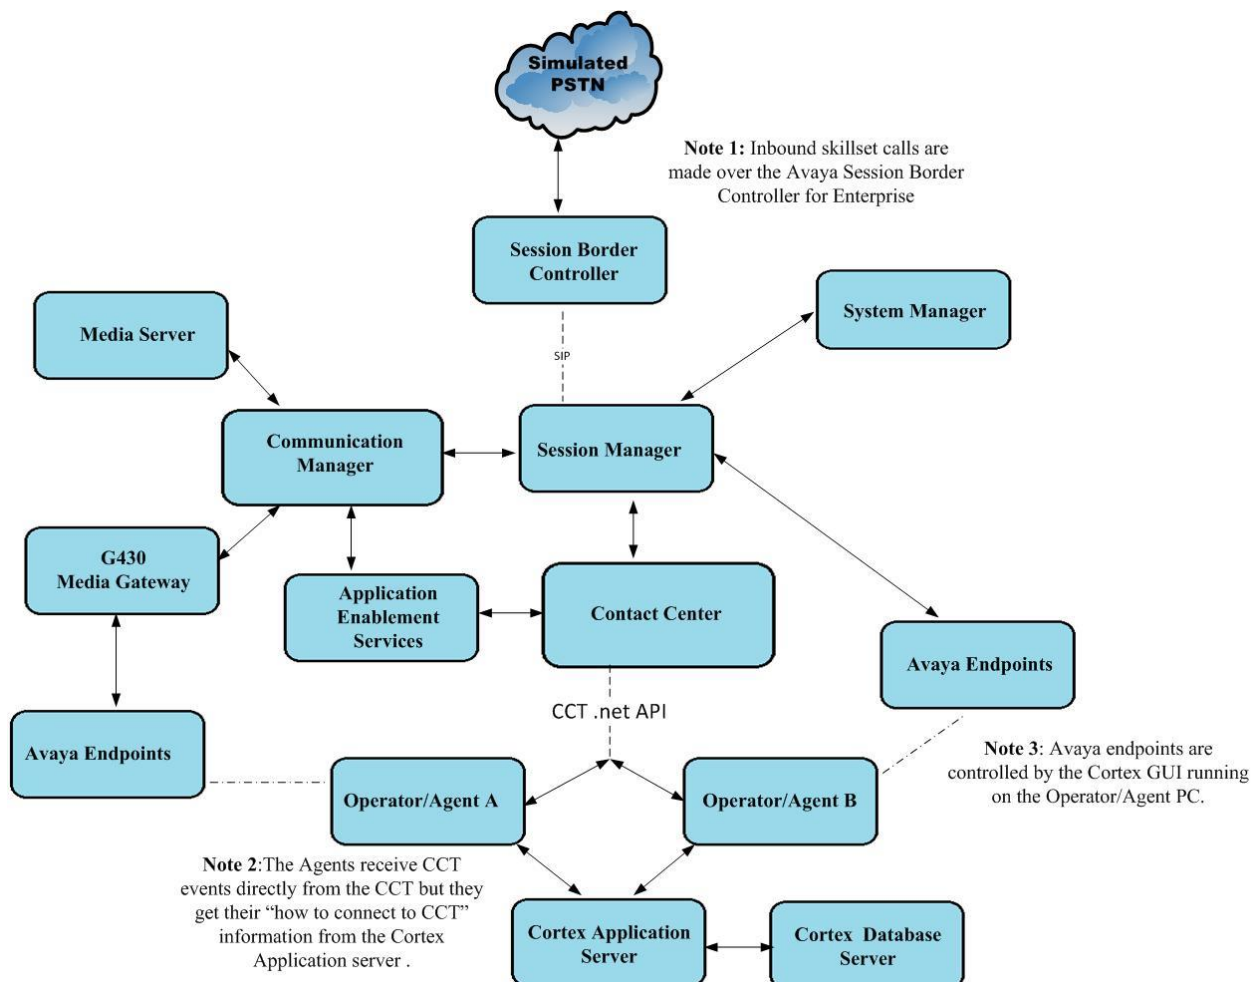 Simulated
PSTN
Note 1: Inbound skillset calls are
made over the Avaya Session Border
Controller for Enterprise
Session Border
Controller
System Manager
Media Server
SIP
Communication
Manager
Session Manager
G430
Media Gateway
Application
Enablement
Services
Contact Center
Avaya Endpoints
CCT .net API
Avaya Endpoints
Note 3: Avaya endpoints are
controlled by the Cortex GUI running
on the Operator/Agent PC.
Operator/Agent A
Operator/Agent B
Note 2:The Agents receive CCT
events directly from the CCT but they
get their “how to connect to CCT”
information from the Cortex
Application server .
Cortex Application
Server
Cortex Database
Server